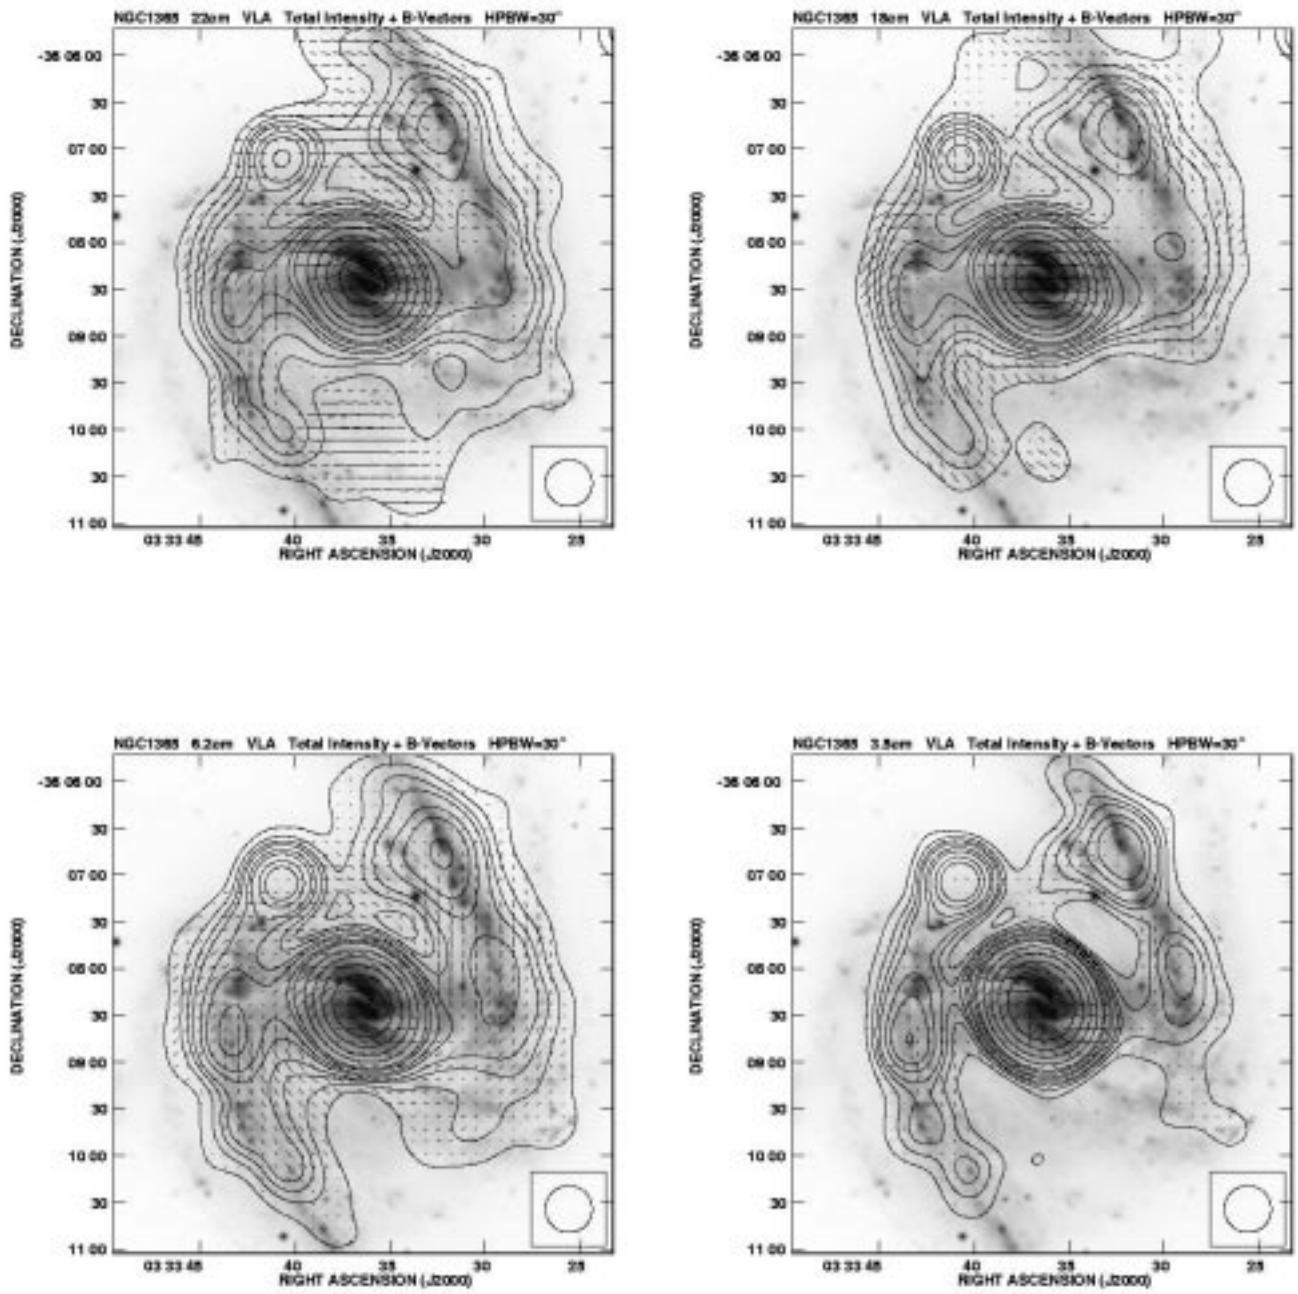 NGC1365 22cm VLA Total Intensity + B-Vectors HPBW=30"
-36 06 00
30
07 00
30
08 00
30
09 00
30
10 00
30
11 00
DECLINATION (J2000)
03 33 45
40
35
30
25
RIGHT ASCENSION (J2000)
NGC1365 18cm VLA Total Intensity + B-Vectors HPBW=30"
-36 06 00
30
07 00
30
08 00
30
09 00
30
10 00
30
11 00
DECLINATION (J2000)
03 33 45
40
35
30
25
RIGHT ASCENSION (J2000)
NGC1365 6.2cm VLA Total Intensity + B-Vectors HPBW=30"
-36 06 00
30
07 00
30
08 00
30
09 00
30
10 00
30
11 00
DECLINATION (J2000)
03 33 45
40
35
30
25
RIGHT ASCENSION (J2000)
NGC1365 3.5cm VLA Total Intensity + B-Vectors HPBW=30"
-36 06 00
30
07 00
30
08 00
30
09 00
30
10 00
30
11 00
DECLINATION (J2000)
03 33 45
40
35
30
25
RIGHT ASCENSION (J2000)